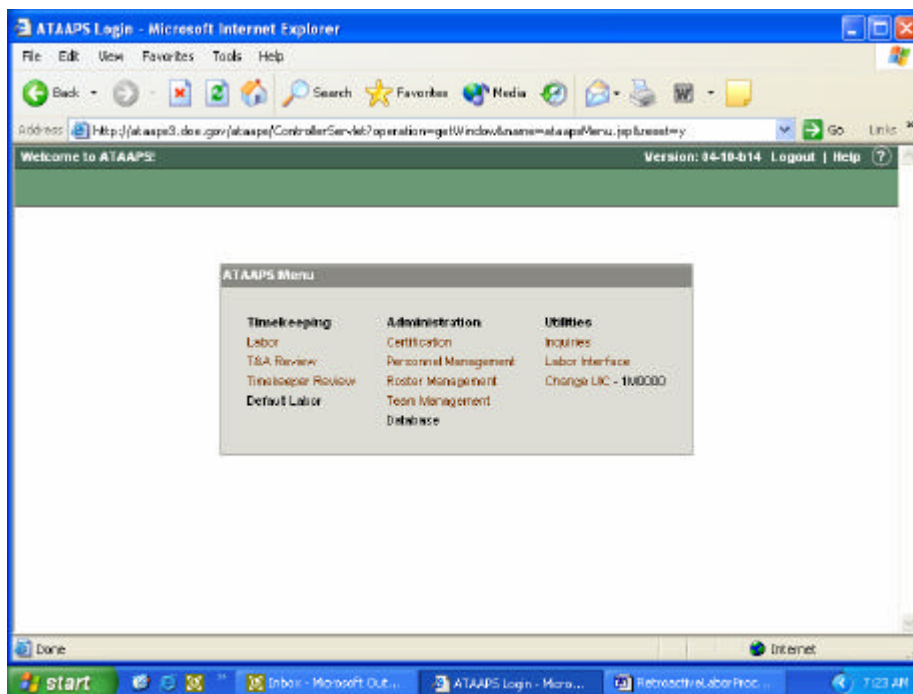 ATAAPS Login - Microsoft Internet Explorer
File Edit View Favorites Tools Help
Back Search Favorites Media
Address http://ataaps3.doe.gov/ataaps/ControllerServlet?operation=getWindow&name=ataapsMenu.jsp&reset=y Go Links
Welcome to ATAAPS: Version: 04-10-b14 Logout | Help ?
ATAAPS Menu
Timekeeping Administration Utilities
Labor Certification Inquiries
T&A Review Personnel Management Labor Interface
Timekeeper Review Roster Management Change UIC - 1M0000
Default Labor Team Management
Database
Done Internet
start Inbox - Microsoft Out... ATAAPS Login - Micro... RetroactiveLaborProc... 7:23 AM